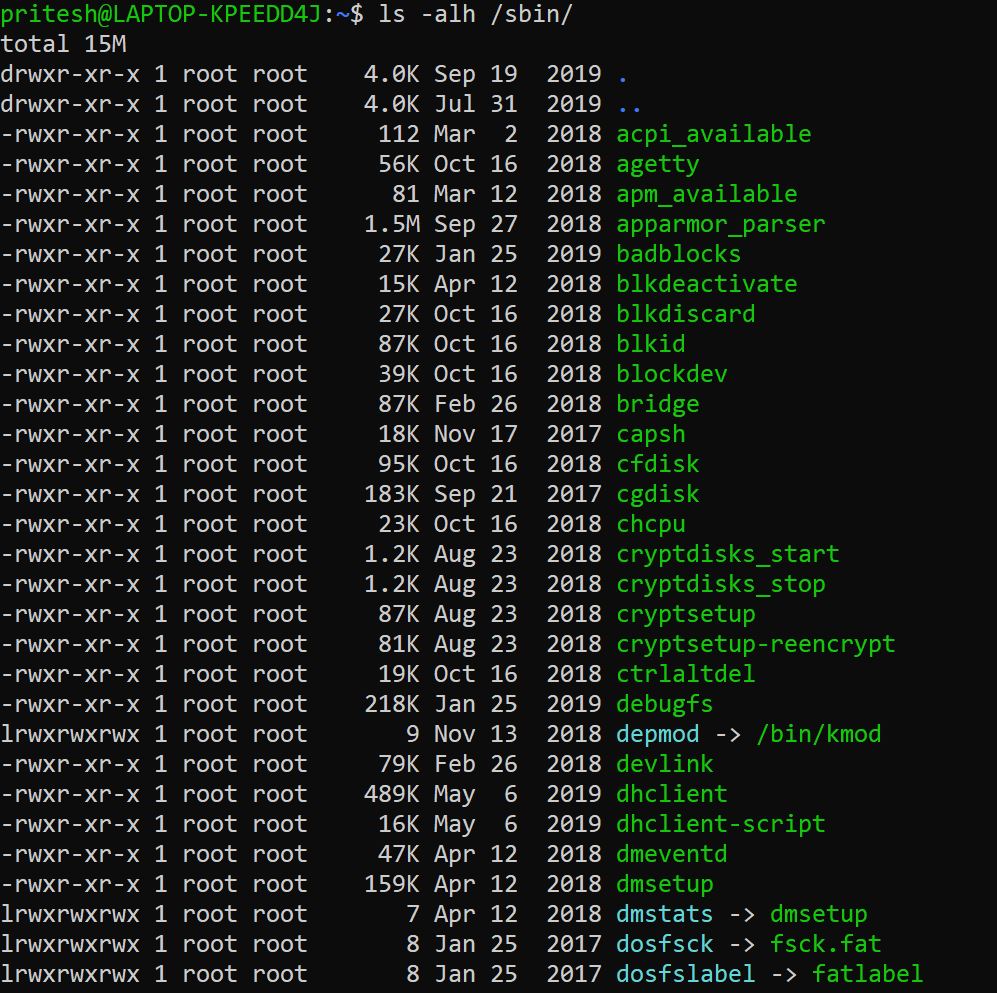 pritesh@LAPTOP-KPEEDD4J:~$ ls -alh /sbin/
total 15M
drwxr-xr-x 1 root root    4.0K Sep 19  2019 .
drwxr-xr-x 1 root root    4.0K Jul 31  2019 ..
-rwxr-xr-x 1 root root     112 Mar  2  2018 acpi_available
-rwxr-xr-x 1 root root     56K Oct 16  2018 agetty
-rwxr-xr-x 1 root root      81 Mar 12  2018 apm_available
-rwxr-xr-x 1 root root    1.5M Sep 27  2018 apparmor_parser
-rwxr-xr-x 1 root root     27K Jan 25  2019 badblocks
-rwxr-xr-x 1 root root     15K Apr 12  2018 blkdeactivate
-rwxr-xr-x 1 root root     27K Oct 16  2018 blkdiscard
-rwxr-xr-x 1 root root     87K Oct 16  2018 blkid
-rwxr-xr-x 1 root root     39K Oct 16  2018 blockdev
-rwxr-xr-x 1 root root     87K Feb 26  2018 bridge
-rwxr-xr-x 1 root root     18K Nov 17  2017 capsh
-rwxr-xr-x 1 root root     95K Oct 16  2018 cfdisk
-rwxr-xr-x 1 root root    183K Sep 21  2017 cgdisk
-rwxr-xr-x 1 root root     23K Oct 16  2018 chcpu
-rwxr-xr-x 1 root root    1.2K Aug 23  2018 cryptdisks_start
-rwxr-xr-x 1 root root    1.2K Aug 23  2018 cryptdisks_stop
-rwxr-xr-x 1 root root     87K Aug 23  2018 cryptsetup
-rwxr-xr-x 1 root root     81K Aug 23  2018 cryptsetup-reencrypt
-rwxr-xr-x 1 root root     19K Oct 16  2018 ctrlaltdel
-rwxr-xr-x 1 root root    218K Jan 25  2019 debugfs
lrwxrwxrwx 1 root root       9 Nov 13  2018 depmod -> /bin/kmod
-rwxr-xr-x 1 root root     79K Feb 26  2018 devlink
-rwxr-xr-x 1 root root    489K May  6  2019 dhclient
-rwxr-xr-x 1 root root     16K May  6  2019 dhclient-script
-rwxr-xr-x 1 root root     47K Apr 12  2018 dmeventd
-rwxr-xr-x 1 root root    159K Apr 12  2018 dmsetup
lrwxrwxrwx 1 root root       7 Apr 12  2018 dmstats -> dmsetup
lrwxrwxrwx 1 root root       8 Jan 25  2017 dosfsck -> fsck.fat
lrwxrwxrwx 1 root root       8 Jan 25  2017 dosfslabel -> fatlabel